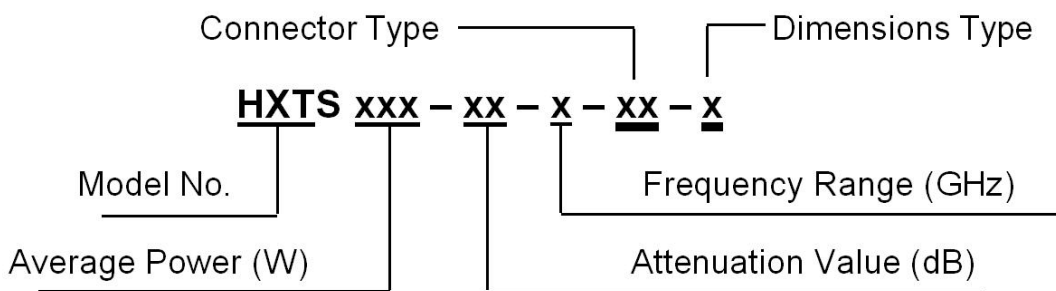 Connector Type Dimensions Type
HXTS xxx – xx – x – xx – x
Model No. Frequency Range (GHz)
Average Power (W) Attenuation Value (dB)